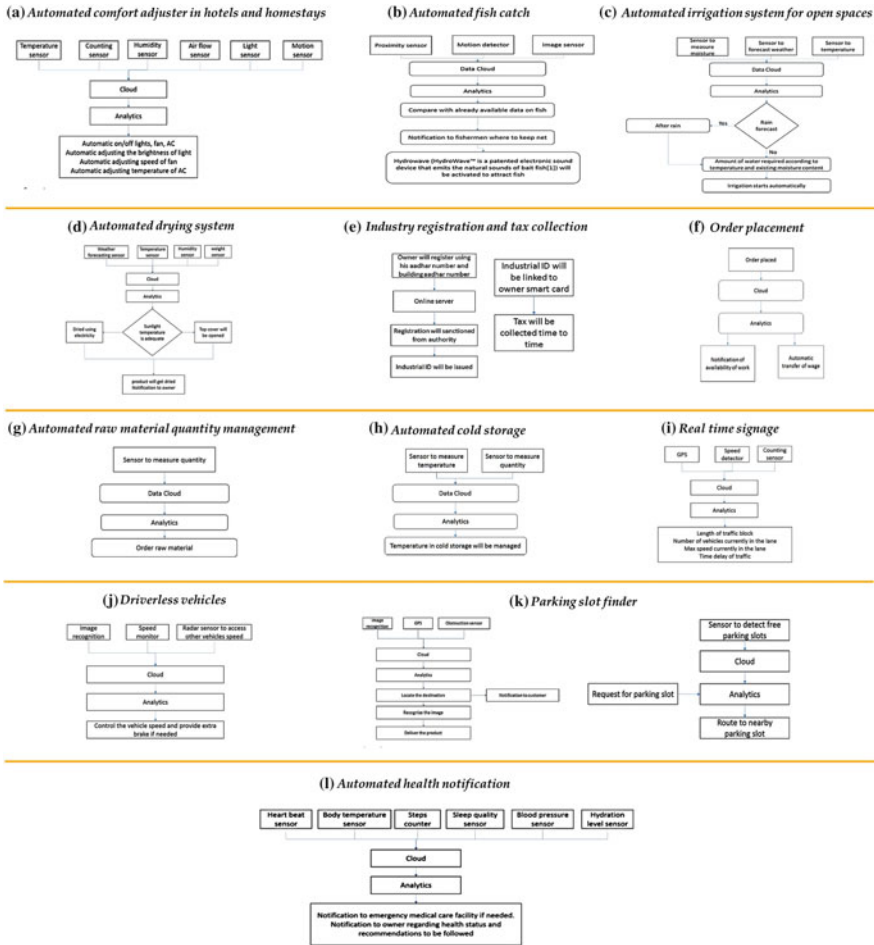 (a) Automated comfort adjuster in hotels and homestays
Temperature
sensor
Counting
sensor
Humidity
sensor
Air flow
sensor
Light
sensor
Motion
sensor
Cloud
Analytics
Automatic on/off lights, fan, AC
Automatic adjusting the brightness of light
Automatic adjusting speed of fan
Automatic adjusting temperature of AC
(b) Automated fish catch
Proximity sensor
Motion detector
Image sensor
Data Cloud
Analytics
Compare with already available data on fish
Notification to fishermen where to keep net
Hydrowave (HydroWave™ is a patented electronic sound
device that emits the natural sounds of bait fish[1]) will
be activated to attract fish
(c) Automated irrigation system for open spaces
Sensor to
measure
moisture
Sensor to
forecast weather
Sensor to
temperature
Data Cloud
Analytics
Rain
forecast
Yes
After rain
No
Amount of water required according to
temperature and existing moisture content
Irrigation starts automatically
(d) Automated drying system
Weather
forecasting sensor
Temperature
sensor
Humidity
sensor
weight
sensor
Cloud
Analytics
Dried using
electricity
Sunlight
temperature
is adequate
Top cover will
be opened
product will get dried
Notification to owner
(e) Industry registration and tax collection
Owner will register using
his aadhar number and
building aadhar number
Online server
Registration will sanctioned
from authority
Industrial ID will be issued
Industrial ID will
be linked to
owner smart card
Tax will be
collected time to
time
(f) Order placement
Order placed
Cloud
Analytics
Notification of
availability of work
Automatic
transfer of wage
(g) Automated raw material quantity management
Sensor to measure quantity
Data Cloud
Analytics
Order raw material
(h) Automated cold storage
Sensor to measure
temperature
Sensor to measure
quantity
Data Cloud
Analytics
Temperature in cold storage will be managed
(i) Real time signage
GPS
Speed
detector
Counting
sensor
Cloud
Analytics
Length of traffic block
Number of vehicles currently in the lane
Max speed currently in the lane
Time delay of traffic
(j) Driverless vehicles
Image
recognition
Speed
monitor
Radar sensor to access
other vehicles speed
Cloud
Analytics
Control the vehicle speed and provide extra
brake if needed
(k) Parking slot finder
Image
recognition
GPS
Obstruction sensor
Cloud
Analytics
Locate the destination
Notification to customer
Recognise the image
Deliver the product
Sensor to detect free
parking slots
Cloud
Request for parking slot
Analytics
Route to nearby
parking slot
(l) Automated health notification
Heart beat
sensor
Body temperature
sensor
Steps
counter
Sleep quality
sensor
Blood pressure
sensor
Hydration
level sensor
Cloud
Analytics
Notification to emergency medical care facility if needed.
Notification to owner regarding health status and
recommendations to be followed